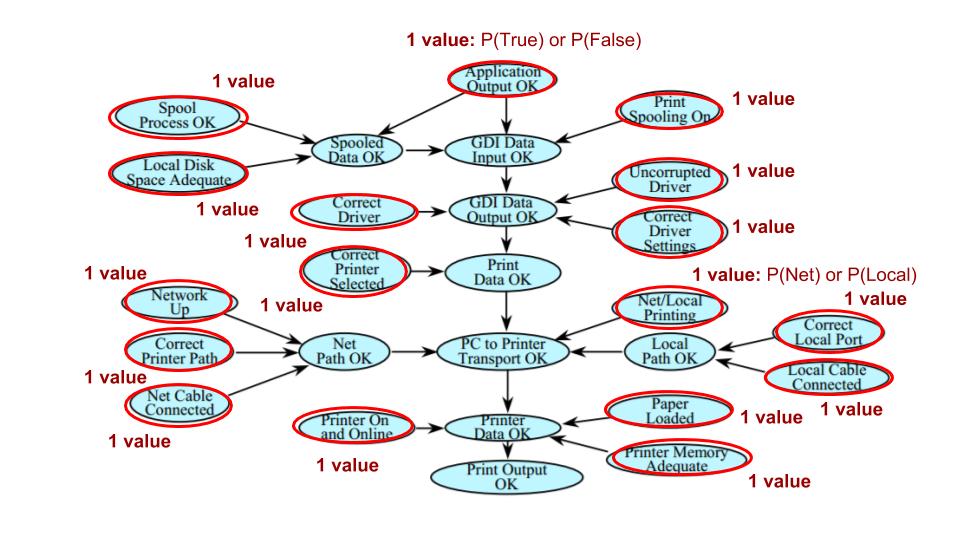 1 value: P(True) or P(False)
Application
Output OK
1 value
Spool
Process OK
Print
Spooling On
1 value
Spooled
Data OK
GDI Data
Input OK
Local Disk
Space Adequate
1 value
Uncorrupted
Driver
1 value
Correct
Driver
1 value
GDI Data
Output OK
Correct
Driver
Settings
1 value
Correct
Printer
Selected
1 value
Print
Data OK
1 value: P(Net) or P(Local)
1 value
Network
Up
Net/Local
Printing
1 value
Correct
Local Port
Correct
Printer Path
1 value
Net
Path OK
PC to Printer
Transport OK
Local
Path OK
Local Cable
Connected
1 value
Net Cable
Connected
1 value
Printer On
and Online
1 value
Printer
Data OK
Paper
Loaded
1 value
Printer Memory
Adequate
1 value
Print Output
OK